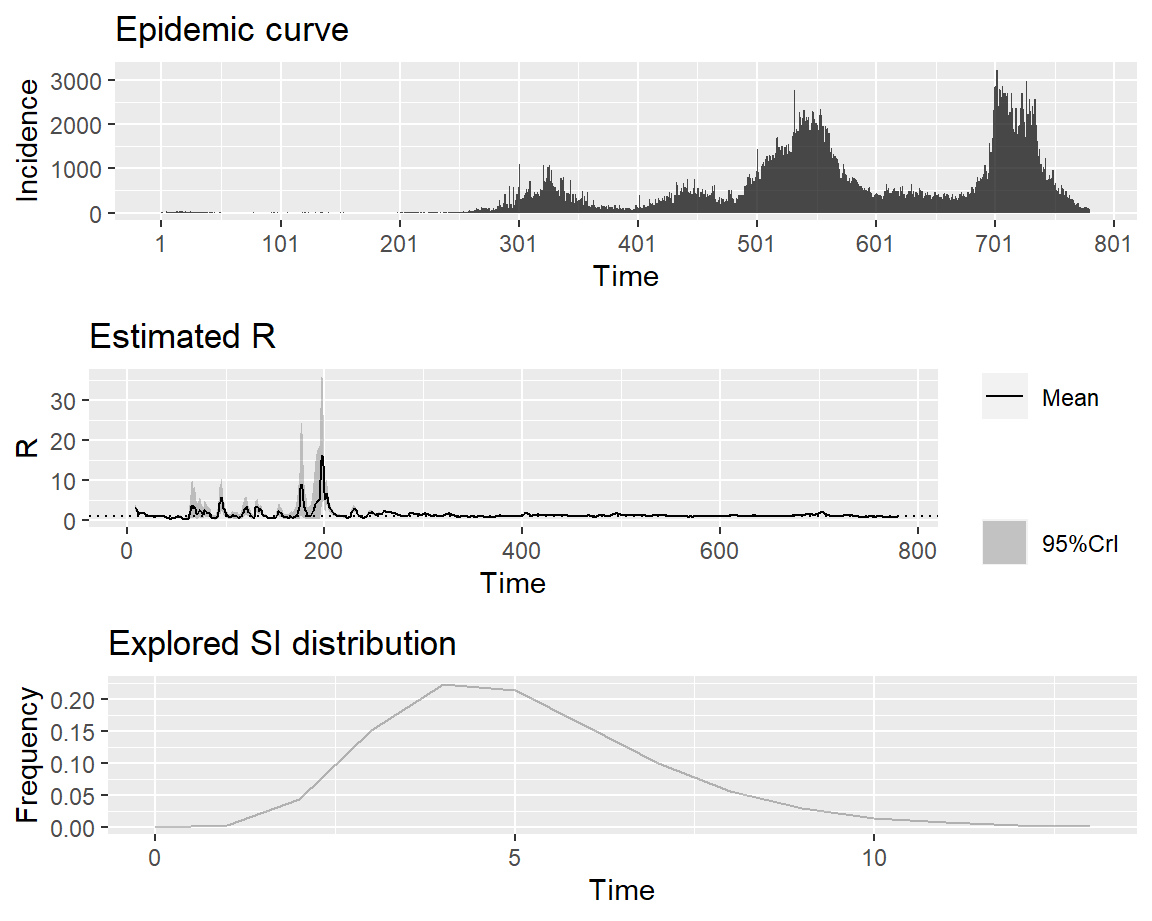 Epidemic curve
3000
2000
1000
0
Incidence
1 101 201 301 401 501 601 701 801
Time
Estimated R
30
20
10
0
R
0 200 400 600 800
Time
Mean
95%CrI
Explored SI distribution
0.20
0.15
0.10
0.05
0.00
Frequency
0 5 10
Time